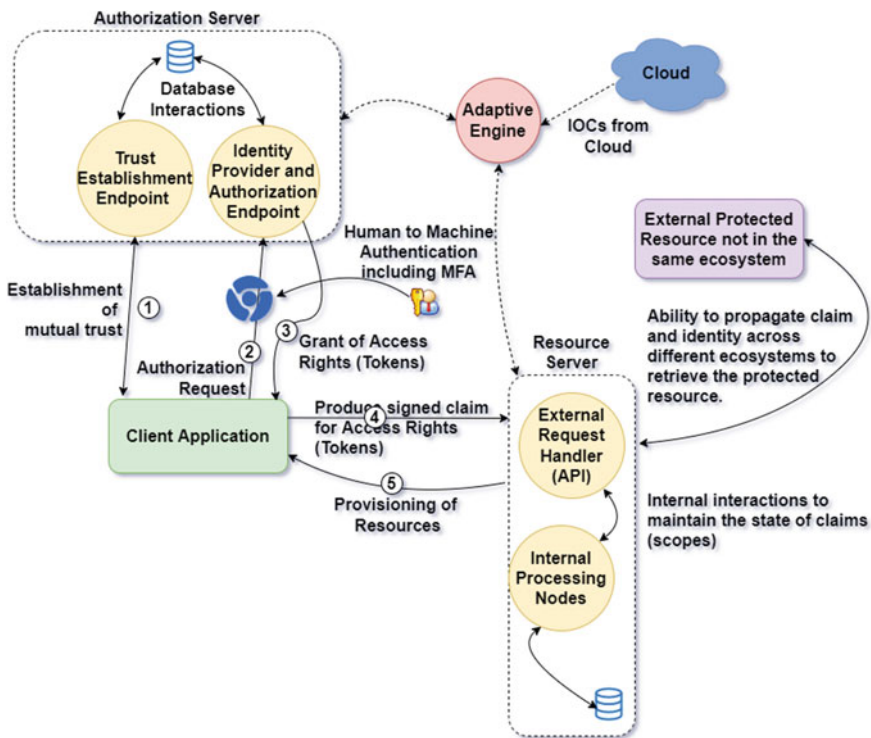 Authorization Server
Database
Interactions
Trust
Establishment
Endpoint
Identity
Provider and
Authorization
Endpoint
Adaptive
Engine
Cloud
IOCs from
Cloud
External Protected
Resource not in the
same ecosystem
Human to Machine
Authentication
including MFA
Establishment
of
mutual trust
1
2
3
Authorization
Request
Grant of Access
Rights (Tokens)
Ability to propagate claim
and identity across
different ecosystems to
retrieve the protected
resource.
Resource
Server
Client Application
Product signed claim
4
for Access Rights
(Tokens)
5
Provisioning of
Resources
External
Request
Handler
(API)
Internal interactions to
maintain the state of claims
(scopes)
Internal
Processing
Nodes